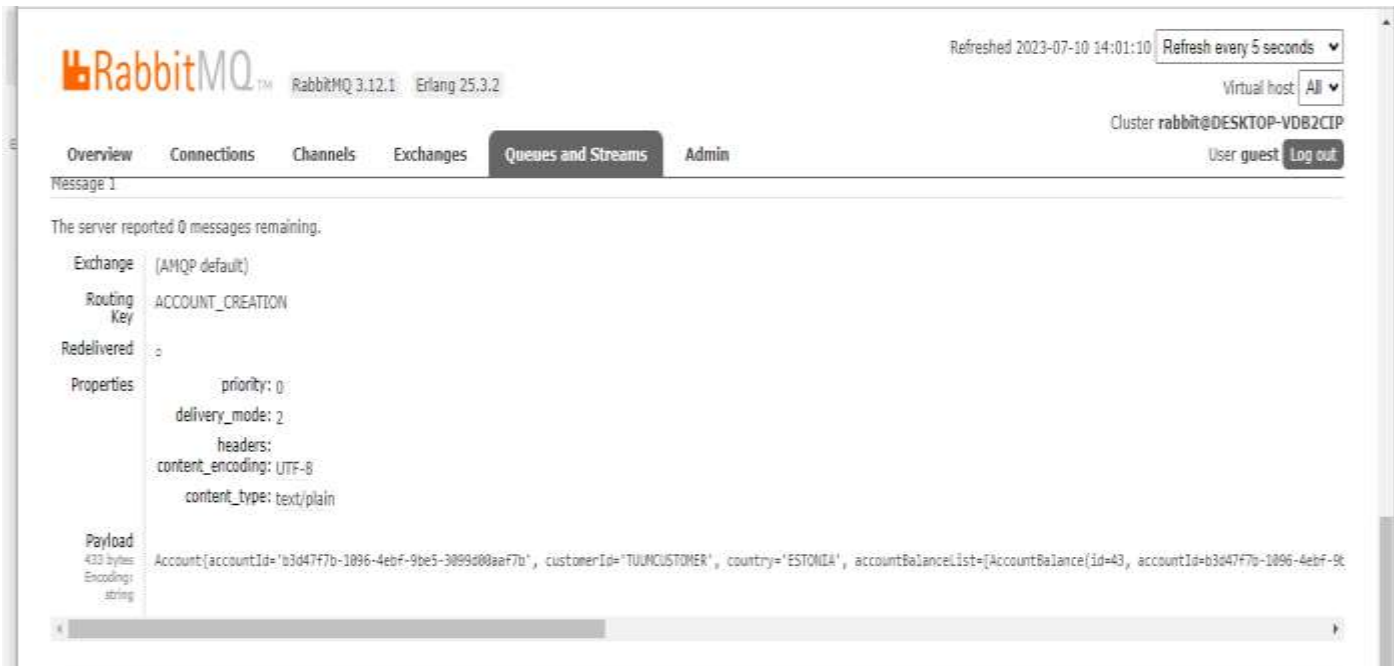 RabbitMQ TM RabbitMQ 3.12.1 Erlang 25.3.2
Refreshed 2023-07-10 14:01:10 Refresh every 5 seconds
Virtual host All
Cluster rabbit@DESKTOP-VDB2CIP
User guest Log out
Overview Connections Channels Exchanges Queues and Streams Admin
Message 1
The server reported 0 messages remaining.
Exchange (AMQP default)
Routing Key ACCOUNT_CREATION
Redelivered
Properties priority: 0
delivery_mode: 2
headers:
content_encoding: UTF-8
content_type: text/plain
Payload
433 bytes
Encoding: string
Account{accountId='b3d47f7b-1096-4ebf-9be5-3099d00aaf7b', customerId='TUUMCUSTOMER', country='ESTONIA', accountBalanceList=[AccountBalance(id=43, accountId=b3d47f7b-1096-4ebf-9b